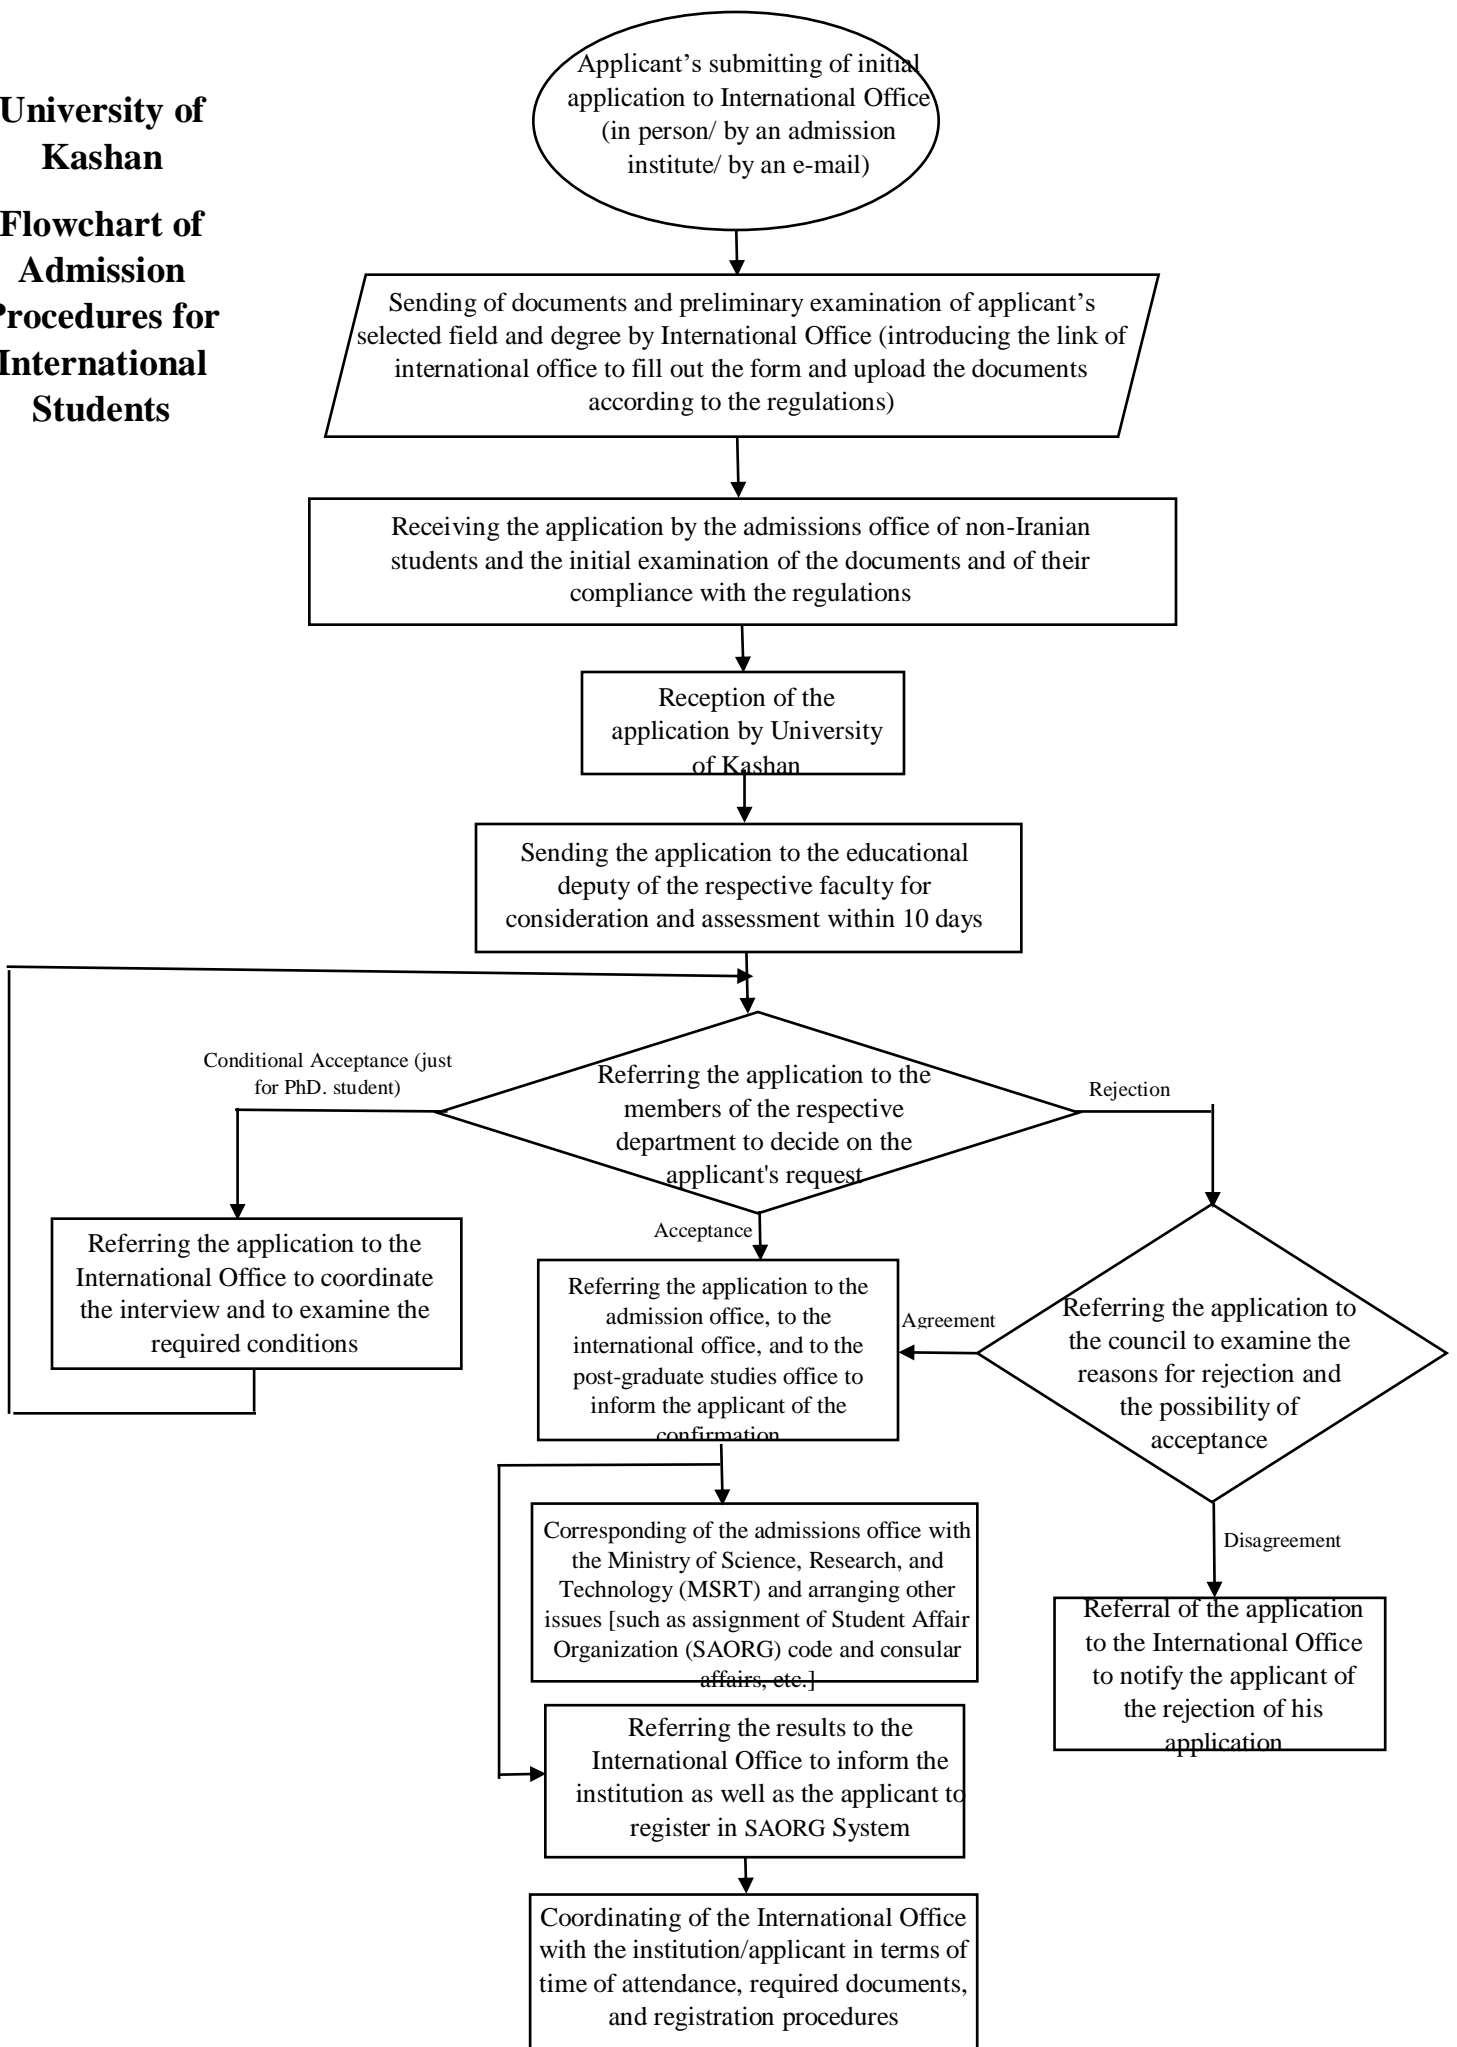 University of
Kashan
Flowchart of
Admission
Procedures for
International
Students
Applicant's submitting of initial
application to International Office
(in person/ by an admission
institute/ by an e-mail)
Sending of documents and preliminary examination of applicant's
selected field and degree by International Office (introducing the link of
international office to fill out the form and upload the documents
according to the regulations)
Receiving the application by the admissions office of non-Iranian
students and the initial examination of the documents and of their
compliance with the regulations
Reception of the
application by University
of Kashan
Sending the application to the educational
deputy of the respective faculty for
consideration and assessment within 10 days
Conditional Acceptance (just
for PhD. student)
Referring the application to the
members of the respective
department to decide on the
applicant's request
Rejection
Referring the application to the
International Office to coordinate
the interview and to examine the
required conditions
Acceptance
Referring the application to the
admission office, to the
international office, and to the
post-graduate studies office to
inform the applicant of the
confirmation
Agreement
Referring the application to
the council to examine the
reasons for rejection and
the possibility of
acceptance
Corresponding of the admissions office with
the Ministry of Science, Research, and
Technology (MSRT) and arranging other
issues [such as assignment of Student Affair
Organization (SAORG) code and consular
affairs, etc.]
Disagreement
Referral of the application
to the International Office
to notify the applicant of
the rejection of his
application
Referring the results to the
International Office to inform the
institution as well as the applicant to
register in SAORG System
Coordinating of the International Office
with the institution/applicant in terms of
time of attendance, required documents,
and registration procedures